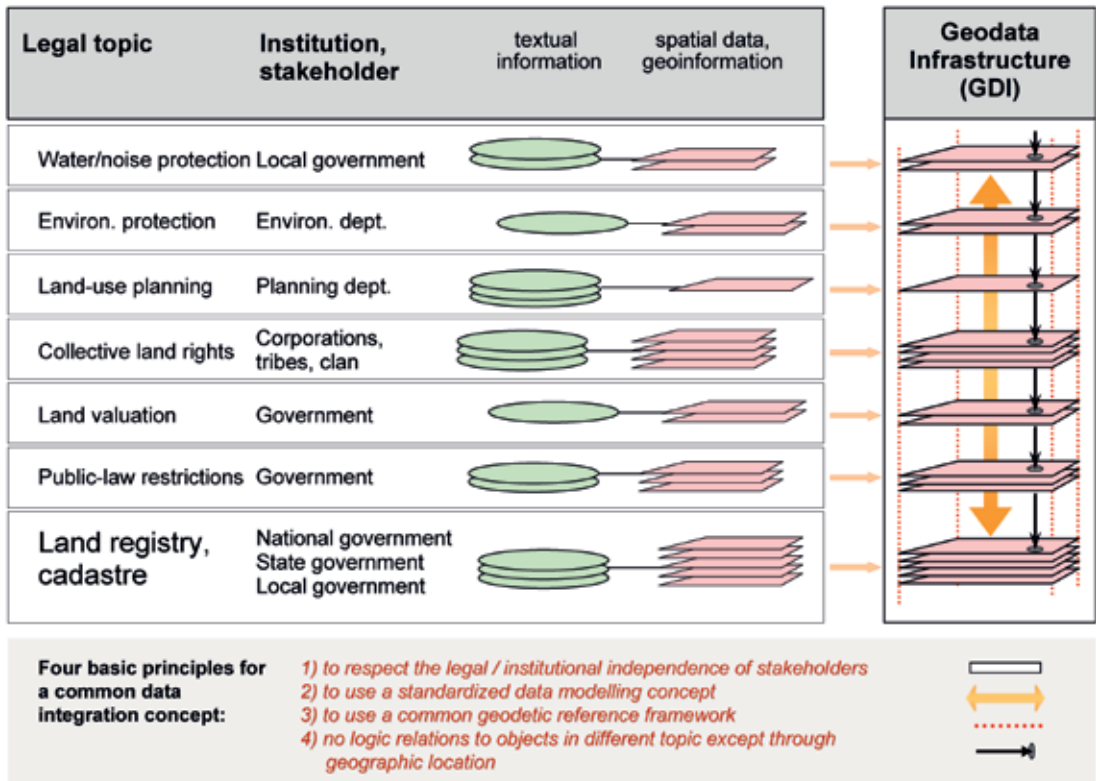 Legal topic
Institution,
stakeholder
textual
information
spatial data,
geoinformation
Geodata
Infrastructure
(GDI)
Water/noise protection Local government
Environ. protection Environ. dept.
Land-use planning Planning dept.
Collective land rights Corporations,
tribes, clan
Land valuation Government
Public-law restrictions Government
Land registry,
cadastre
National government
State government
Local government
Four basic principles for
a common data
integration concept:
1) to respect the legal / institutional independence of stakeholders
2) to use a standardized data modelling concept
3) to use a common geodetic reference framework
4) no logic relations to objects in different topic except through
geographic location